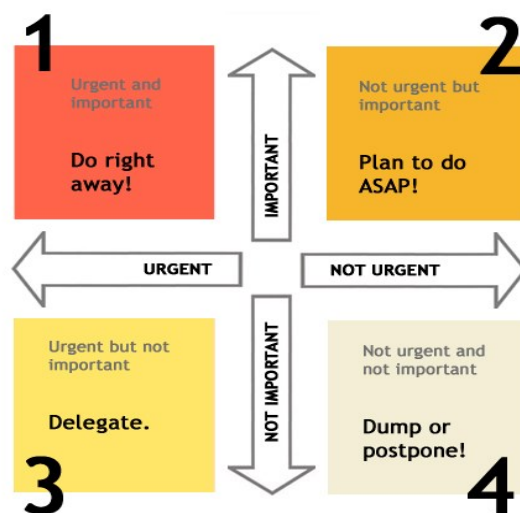 1
Urgent and
important
Do right
away!
IMPORTANT
2
Not urgent but
important
Plan to do
ASAP!
URGENT
NOT URGENT
Urgent but not
important
Delegate.
3
NOT IMPORTANT
Not urgent and
not important
Dump or
postpone!
4